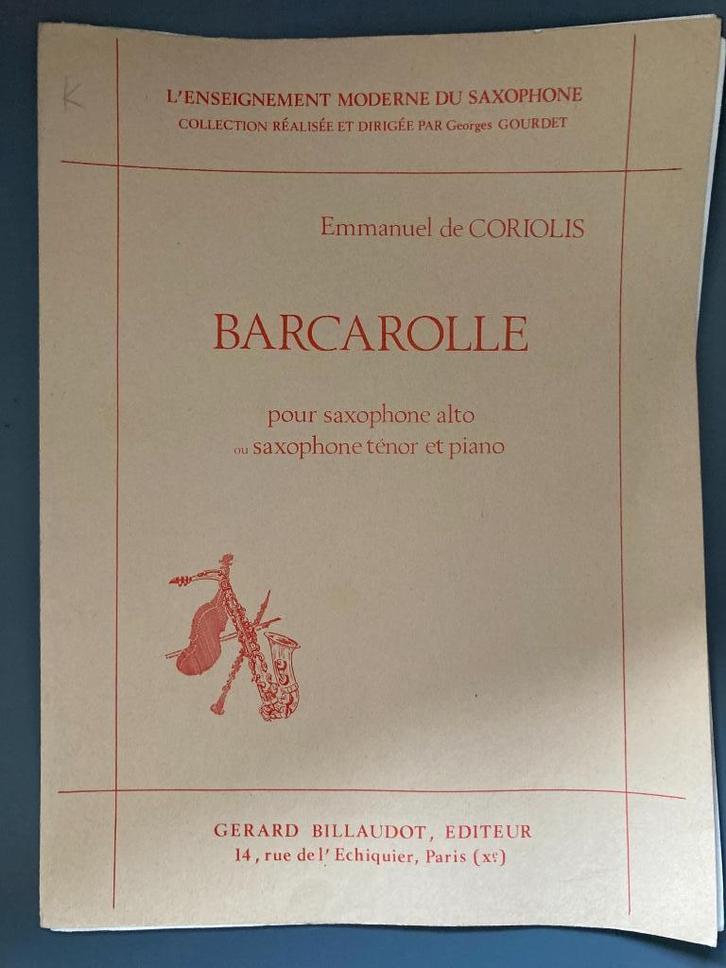 K
L'ENSEIGNEMENT MODERNE DU SAXOPHONE
COLLECTION RÉALISÉE ET DIRIGÉE PAR Georges GOURDET
Emmanuel de CORIOLIS
BARCAROLLE
pour saxophone alto
ou saxophone ténor et piano
GERARD BILLAUDOT, EDITEUR
14, rue de l' Echiquier, Paris (Xᵉ)